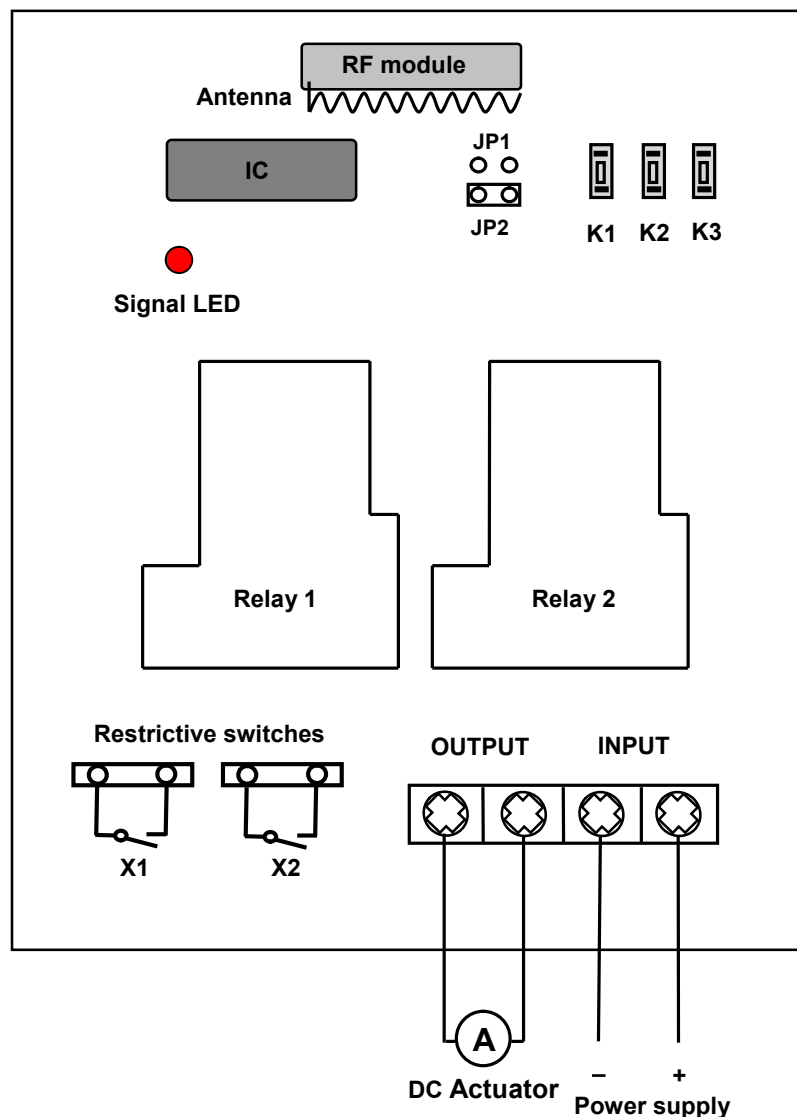 RF module
Antenna
JP1
IC
JP2
K1 K2 K3
Signal LED
Relay 1
Relay 2
Restrictive switches
OUTPUT
INPUT
X1
X2
A
DC Actuator
– +
Power supply